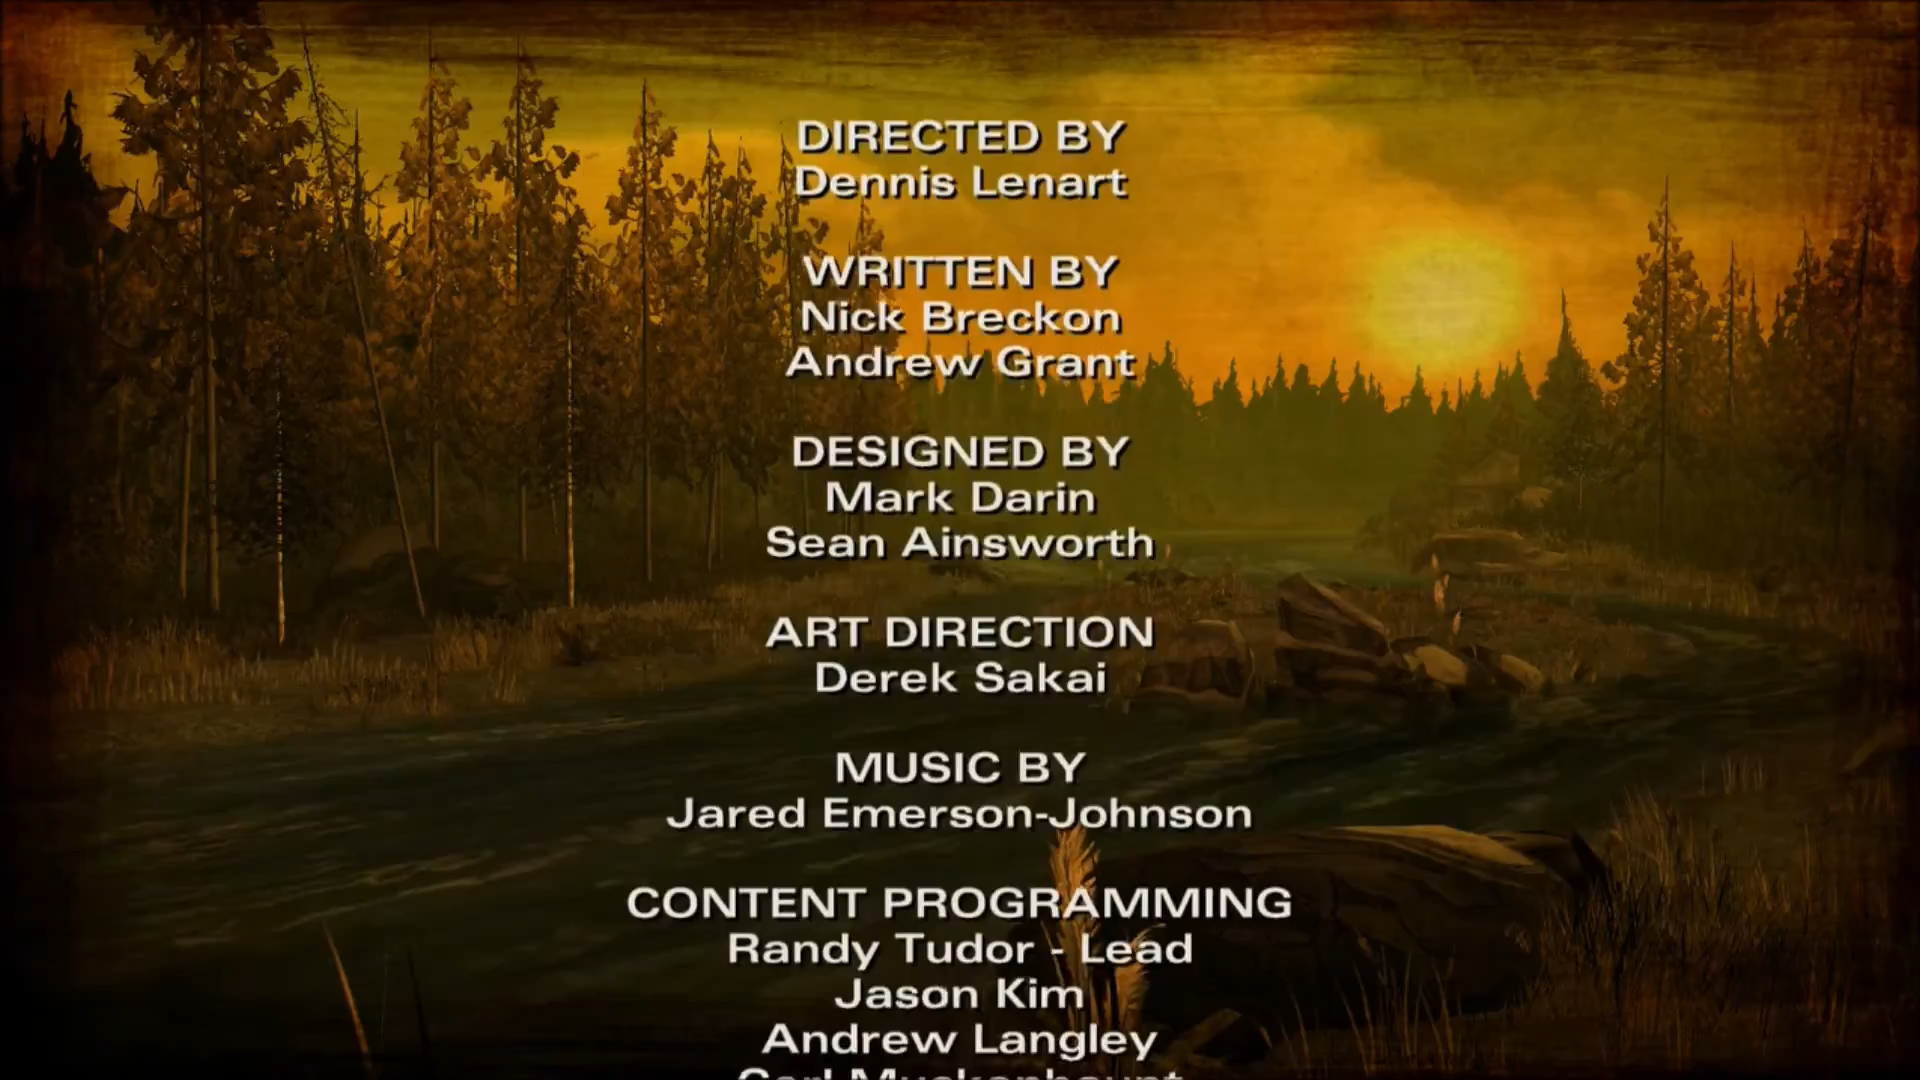 DIRECTED BY
Dennis Lenart
WRITTEN BY
Nick Breckon
Andrew Grant
DESIGNED BY
Mark Darin
Sean Ainsworth
ART DIRECTION
Derek Sakai
MUSIC BY
Jared Emerson-Johnson
CONTENT PROGRAMMING
Randy Tudor - Lead
Jason Kim
Andrew Langley
Carl